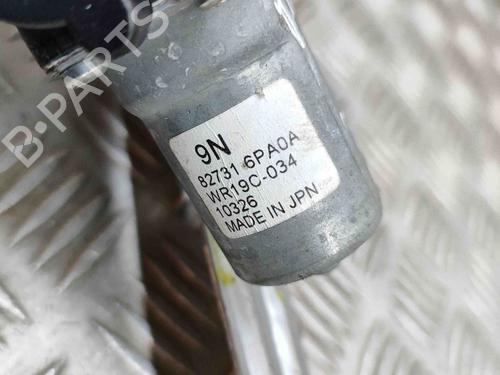 B-PARTS
9N
82731 6PA0A
WR19C-034
10326
MADE IN JPN